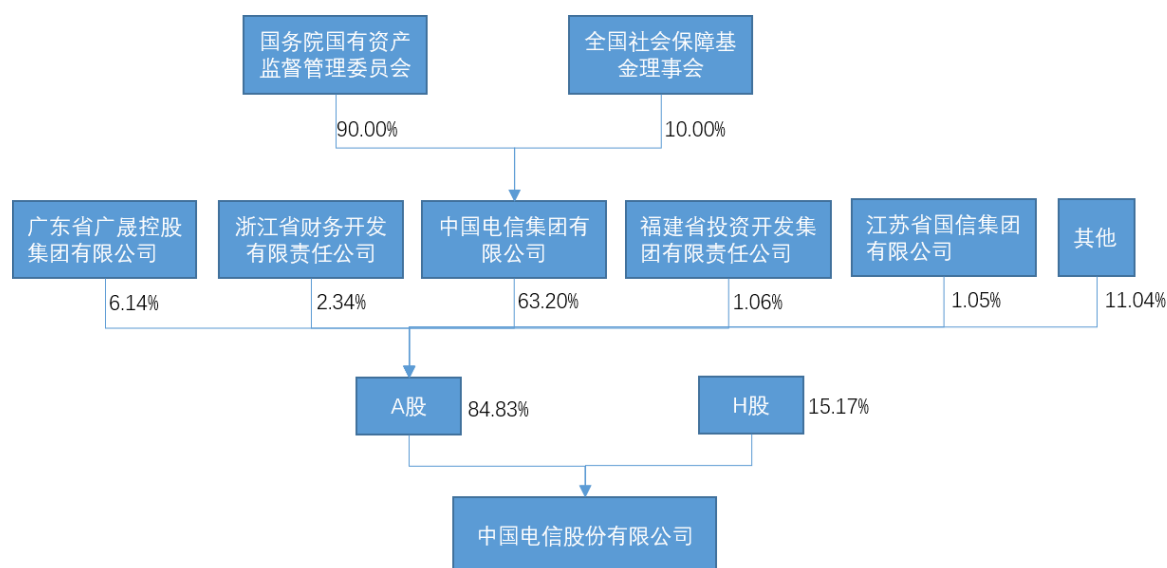 国务院国有资产
监督管理委员会
全国社会保障基
金理事会
90.00%
10.00%
广东省广晟控股
集团有限公司
浙江省财务开发
有限责任公司
中国电信集团有
限公司
福建省投资开发集
团有限责任公司
江苏省国信集团
有限公司
其他
6.14%
2.34%
63.20%
1.06%
1.05%
11.04%
A股
84.83%
H股
15.17%
中国电信股份有限公司